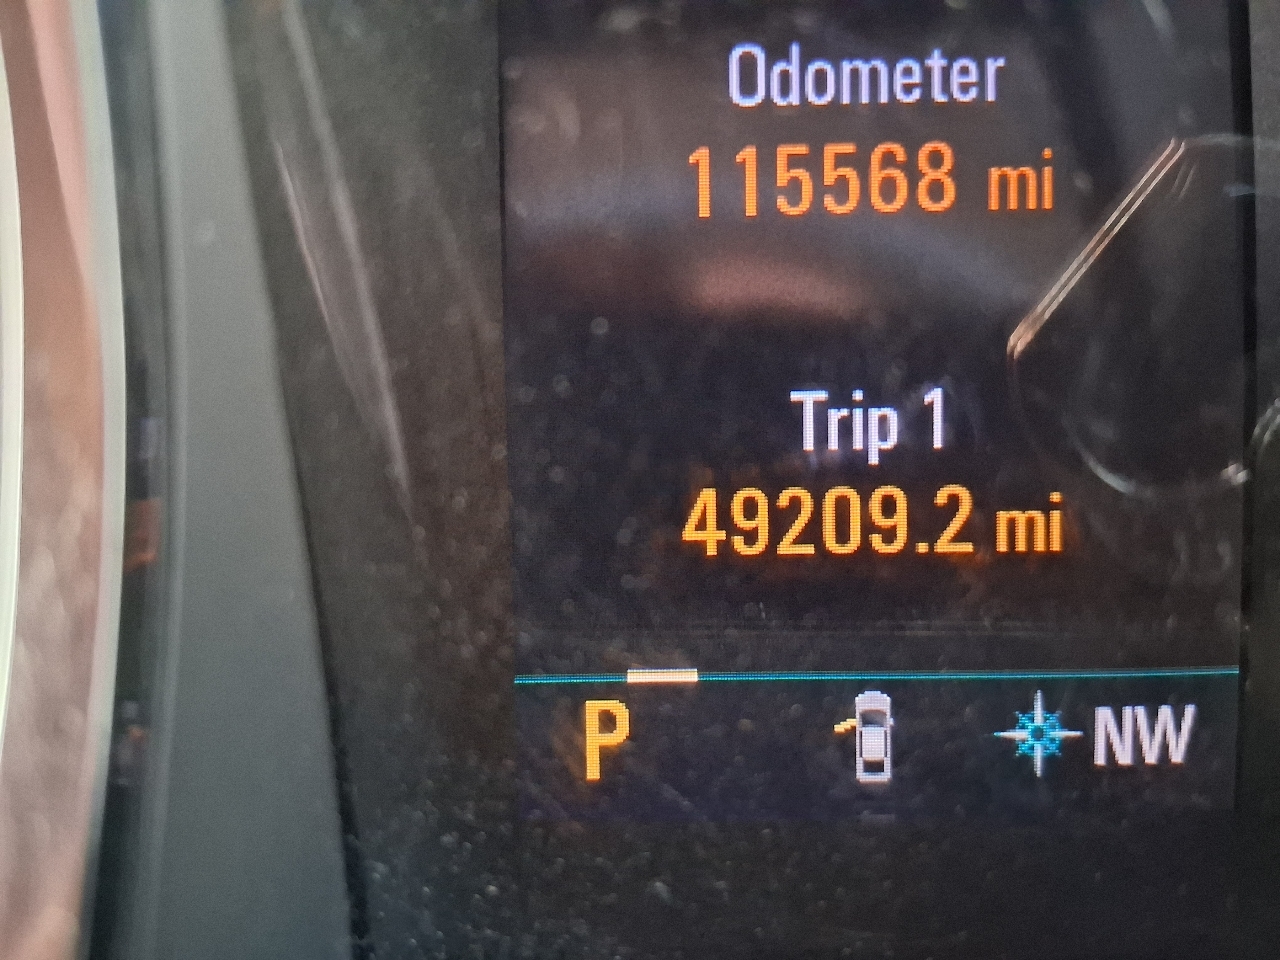 Odometer
115568 mi
Trip 1
49209.2 mi
P NW